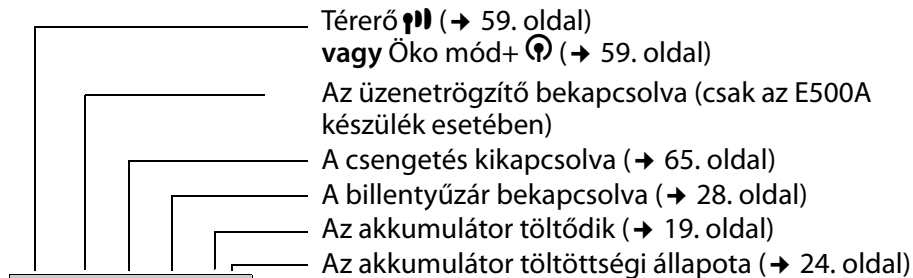 Térerő (➔ 59. oldal)
vagy Öko mód+ (➔ 59. oldal)
Az üzenetrögzítő bekapcsolva (csak az E500A
készülék esetében)
A csengetés kikapcsolva (➔ 65. oldal)
A billentyűzár bekapcsolva (➔ 28. oldal)
Az akkumulátor töltődik (➔ 19. oldal)
Az akkumulátor töltöttségi állapota (➔ 24. oldal)